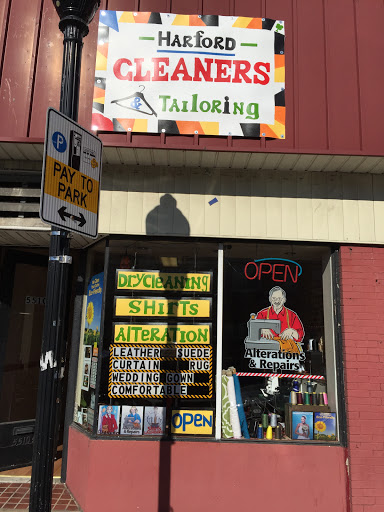 HARFORD
CLEANERS
& TAILORING
P
PAY TO
PARK
OPEN
DRYCLEANING
SHIRTS
ALTERATION
LEATHER SUEDE
CURTAIN RUG
WEDDING GOWN
COMFORTABLE
OPEN
Alterations
& Repairs